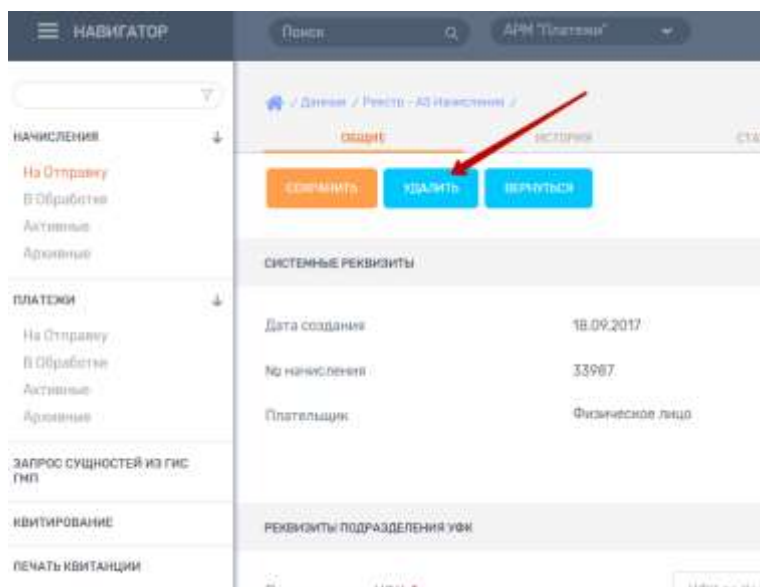 НАВИГАТОР
Поиск
АРМ "Платежи"
/ Данные / Реестр - АБ Начисления /
НАЧИСЛЕНИЯ
ОБЩИЕ
ИСТОРИЯ
На Отправку
В Обработке
Активные
Архивные
СОХРАНИТЬ
УДАЛИТЬ
ВЕРНУТЬСЯ
СИСТЕМНЫЕ РЕКВИЗИТЫ
ПЛАТЕЖИ
На Отправку
В Обработке
Активные
Архивные
Дата создания
18.09.2017
№ начисления
33987
Плательщик
Физическое лицо
ЗАПРОС СУЩНОСТЕЙ ИЗ ГИС
ГМП
КВИТИРОВАНИЕ
РЕКВИЗИТЫ ПОДРАЗДЕЛЕНИЯ УФК
ПЕЧАТЬ КВИТАНЦИИ